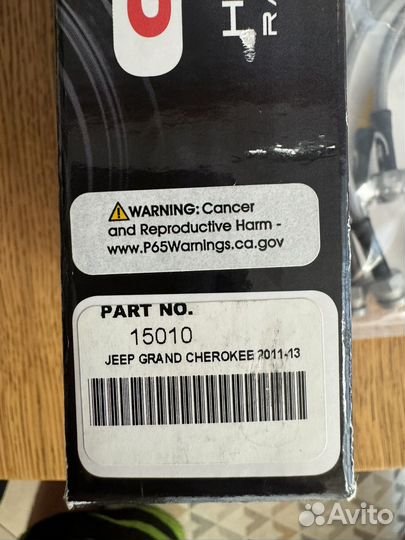 ⚠WARNING: Cancer
and Reproductive Harm -
www.P65Warnings.ca.gov
PART NO.
15010
JEEP GRAND CHEROKEE 2011-13
Avito